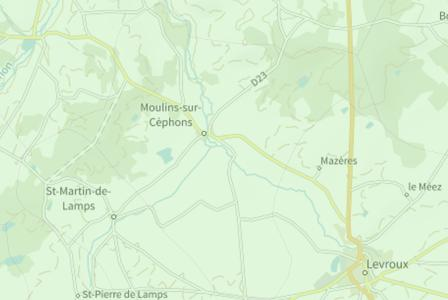 D23
Moulins-sur-
Céphons
Mazères
St-Martin-de-
Lamps
le Méez
Levroux
St-Pierre de Lamps